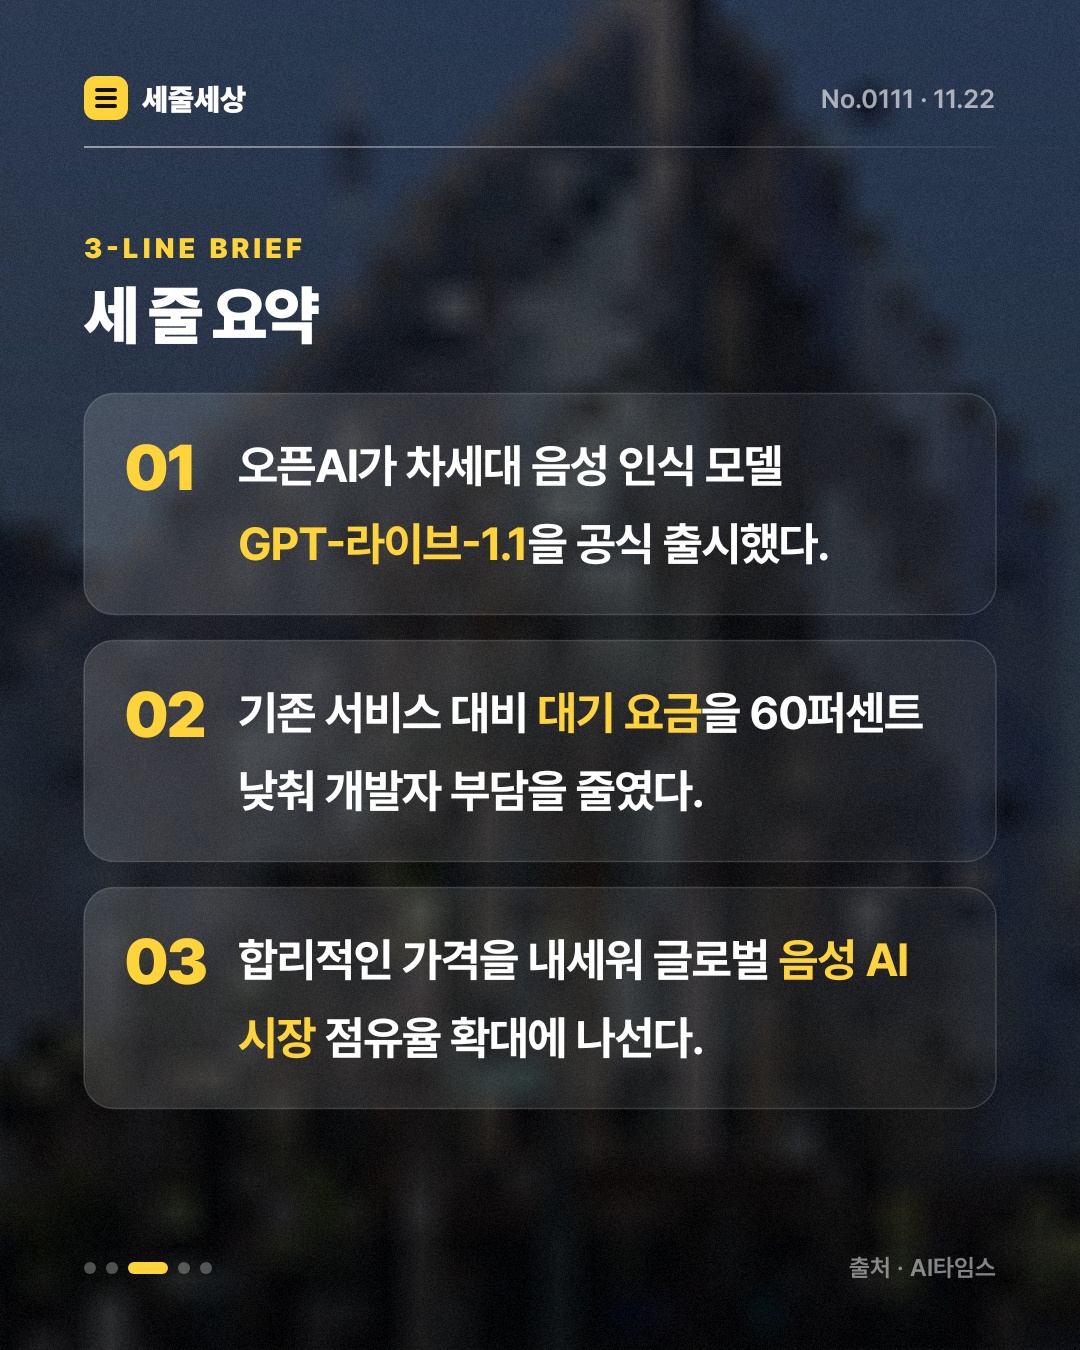 세줄세상
No.0111 · 11.22
3-LINE BRIEF
세 줄 요약
01
오픈AI가 차세대 음성 인식 모델
GPT-라이브-1.1을 공식 출시했다.
02
기존 서비스 대비 대기 요금을 60퍼센트
낮춰 개발자 부담을 줄였다.
03
합리적인 가격을 내세워 글로벌 음성 AI
시장 점유율 확대에 나선다.
출처 · AI타임스